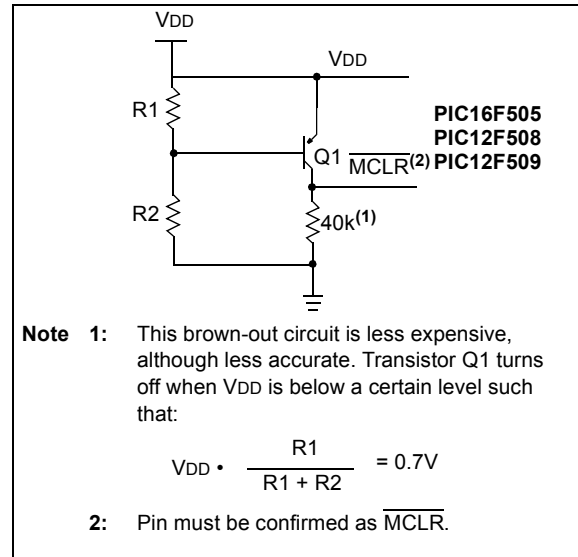 VDD
VDD
R1
PIC16F505
PIC12F508
Q1 MCLR(2) PIC12F509
R2
40k(1)
Note 1: This brown-out circuit is less expensive,
although less accurate. Transistor Q1 turns
off when VDD is below a certain level such
that:
VDD • R1 / R1 + R2 = 0.7V
2: Pin must be confirmed as MCLR.